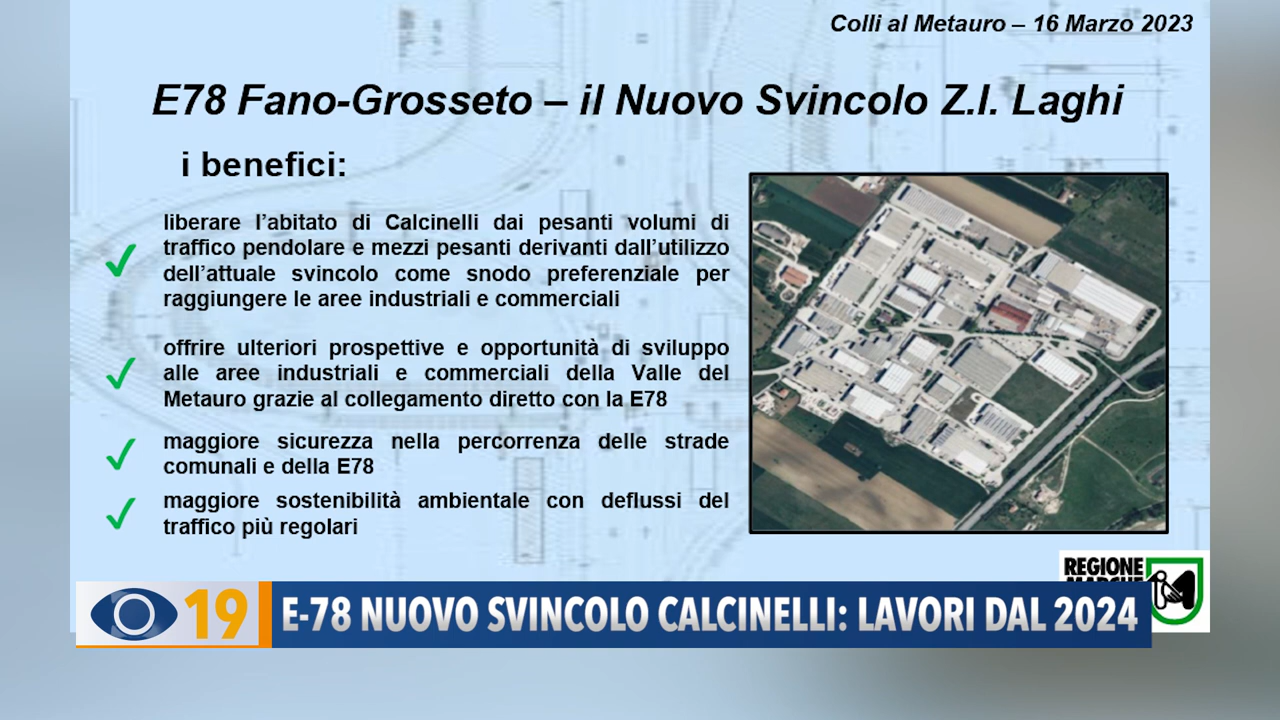 Colli al Metauro – 16 Marzo 2023
E78 Fano-Grosseto – il Nuovo Svincolo Z.I. Laghi
i benefici:
liberare l'abitato di Calcinelli dai pesanti volumi di
traffico pendolare e mezzi pesanti derivanti dall'utilizzo
dell'attuale svincolo come snodo preferenziale per
raggiungere le aree industriali e commerciali
offrire ulteriori prospettive e opportunità di sviluppo
alle aree industriali e commerciali della Valle del
Metauro grazie al collegamento diretto con la E78
maggiore sicurezza nella percorrenza delle strade
comunali e della E78
maggiore sostenibilità ambientale con deflussi del
traffico più regolari
REGIONE
MARCHE
19
E-78 NUOVO SVINCOLO CALCINELLI: LAVORI DAL 2024